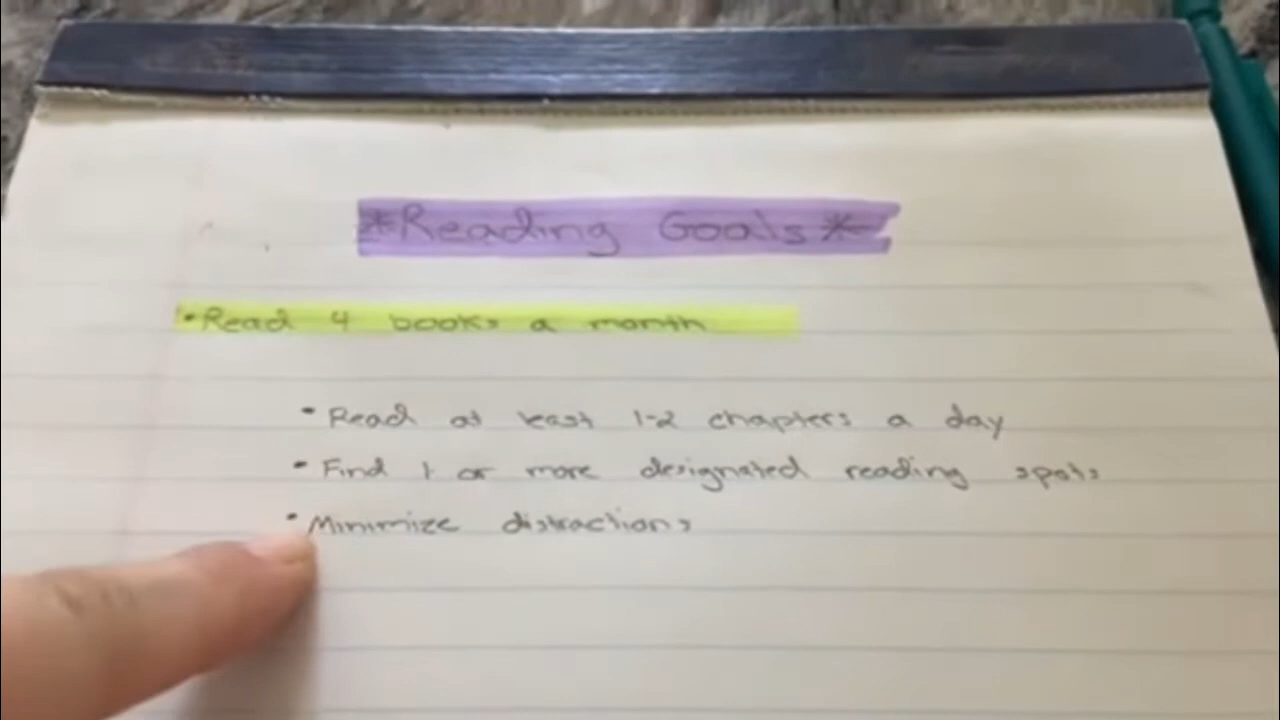 *Reading Goals*
• Read 4 books a month
• Read at least 1-2 chapters a day
• Find 1 or more designated reading spots
• Minimize distractions